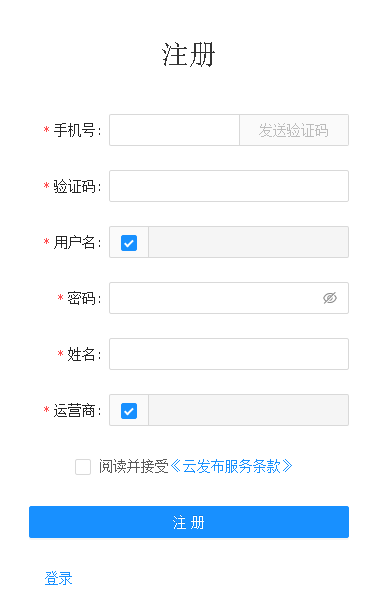 注册
* 手机号: 发送验证码
* 验证码:
* 用户名:
* 密码:
* 姓名:
* 运营商:
阅读并接受《云发布服务条款》
注 册
登录